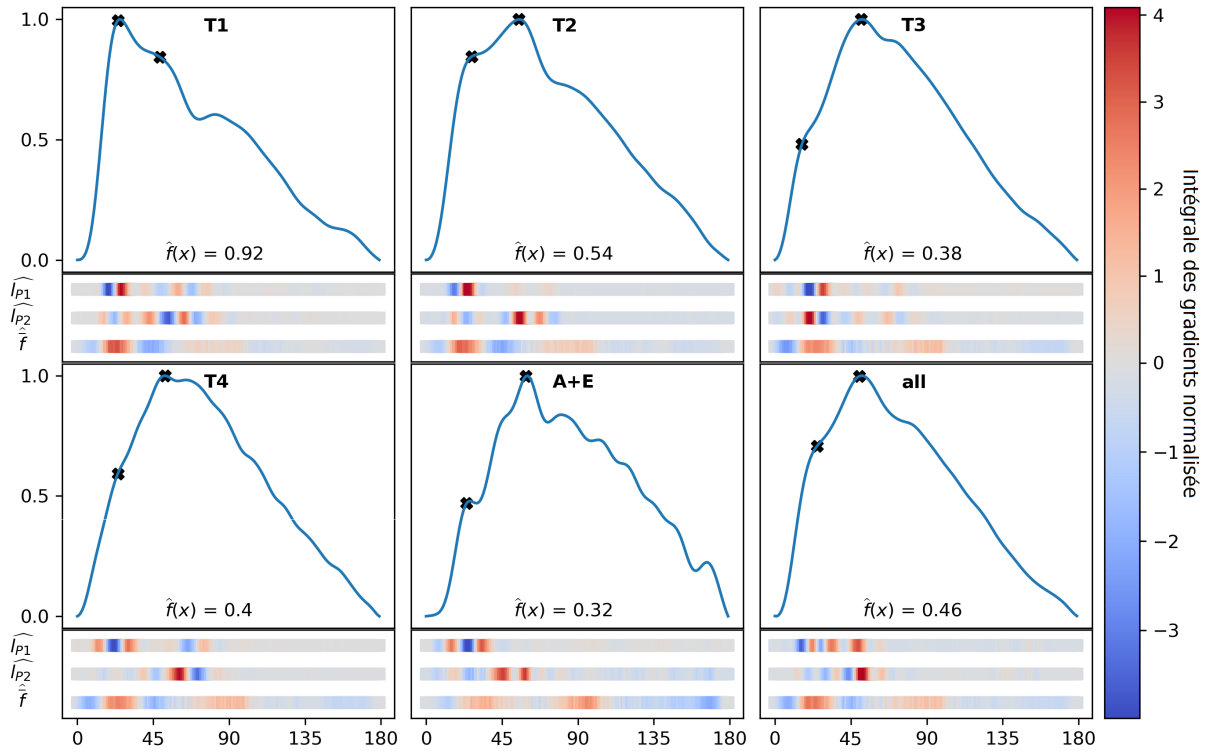 T1
T2
T3
1.0
0.5
0.0
f̂(x) = 0.92
f̂(x) = 0.54
f̂(x) = 0.38
l̂P1
l̂P2
f̄̂
T4
A+E
all
1.0
0.5
0.0
f̂(x) = 0.4
f̂(x) = 0.32
f̂(x) = 0.46
l̂P1
l̂P2
f̄̂
0 45 90 135 180
0 45 90 135 180
0 45 90 135 180
4
3
2
1
0
−1
−2
−3
Intégrale des gradients normalisée